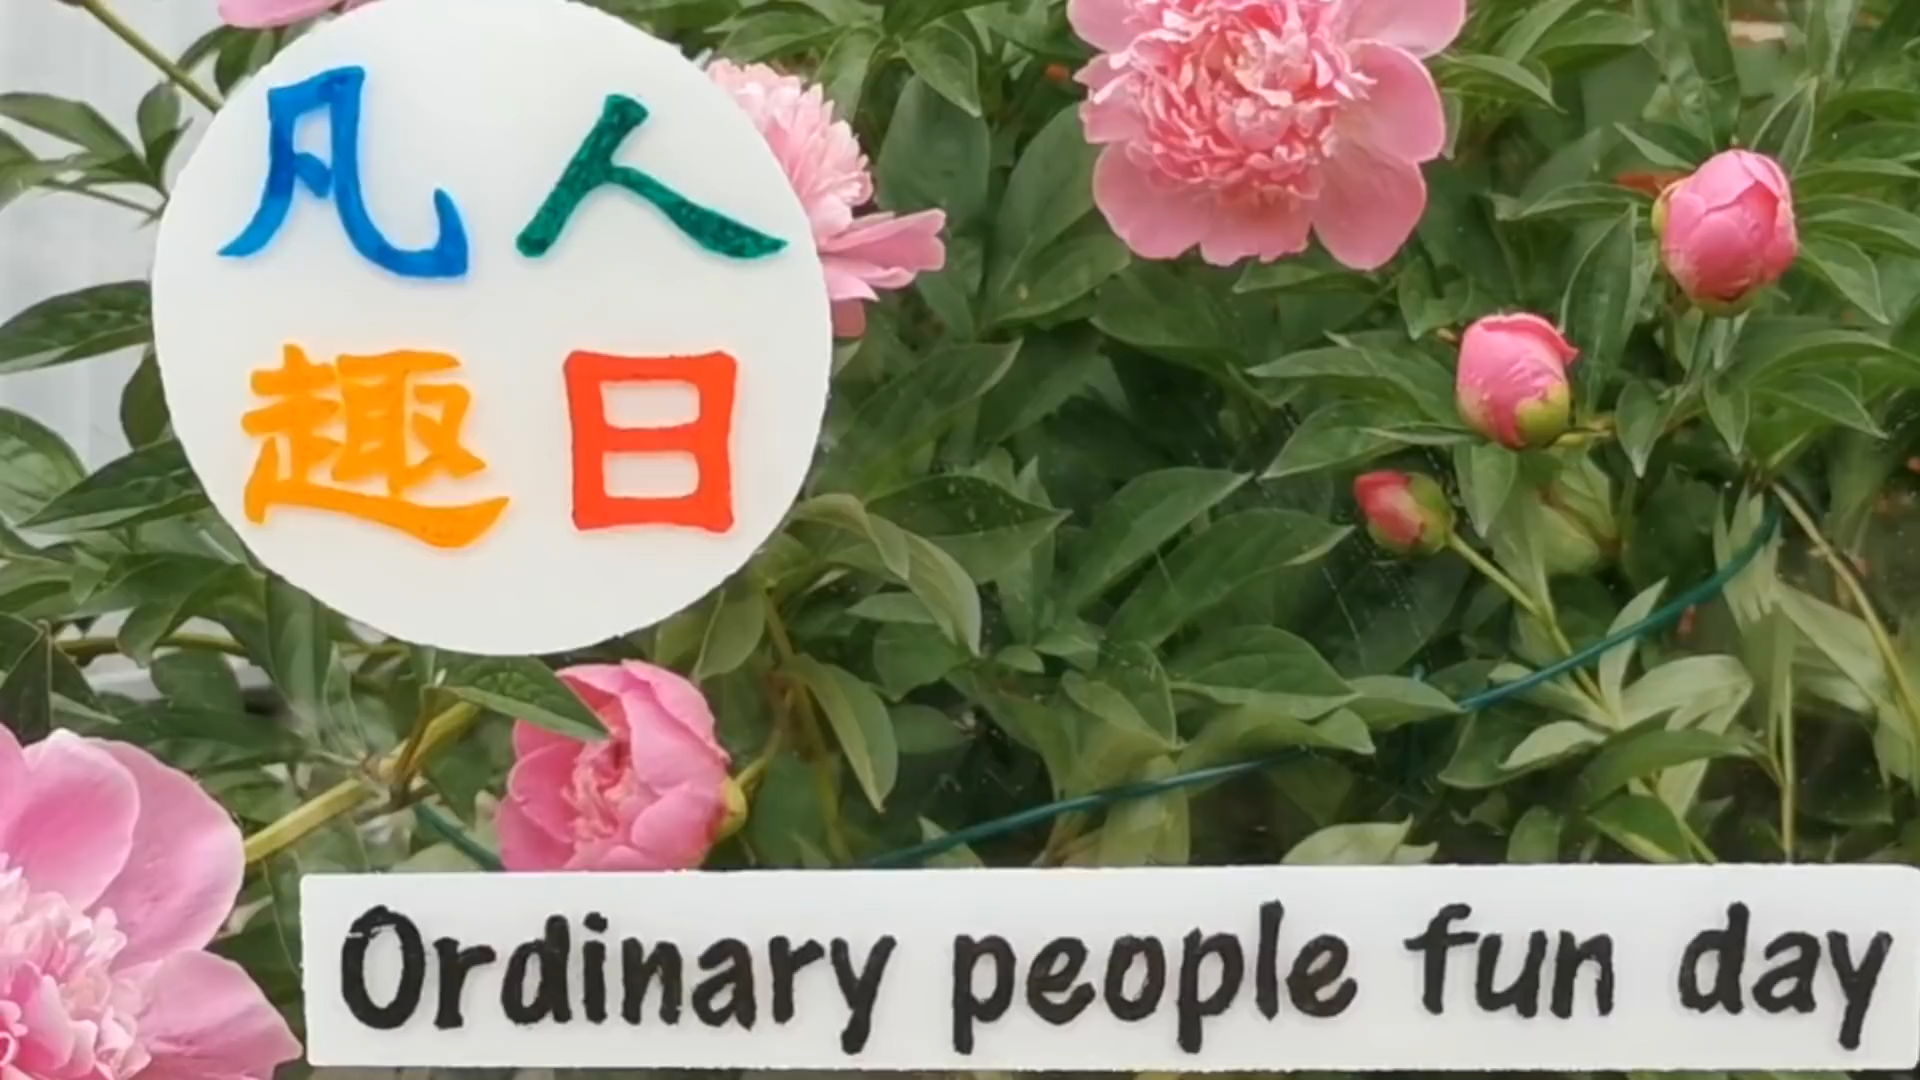 凡人
趣日
Ordinary people fun day